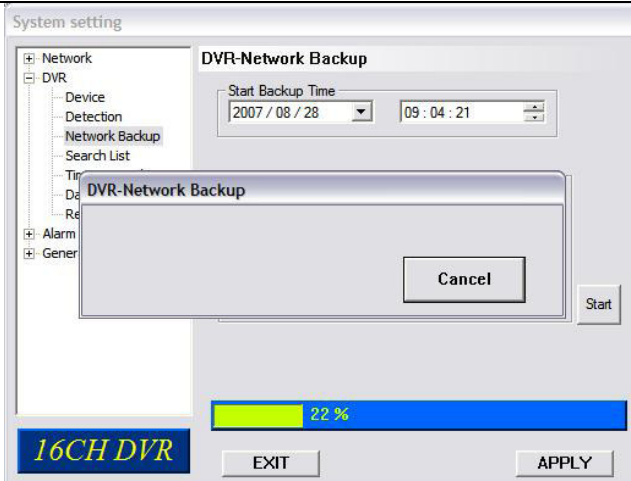 System setting
Network
DVR
Device
Detection
Network Backup
Search List
Alarm
DVR-Network Backup
Start Backup Time
2007 / 08 / 28
09 : 04 : 21
DVR-Network Backup
Cancel
Start
22 %
16CH DVR
EXIT
APPLY